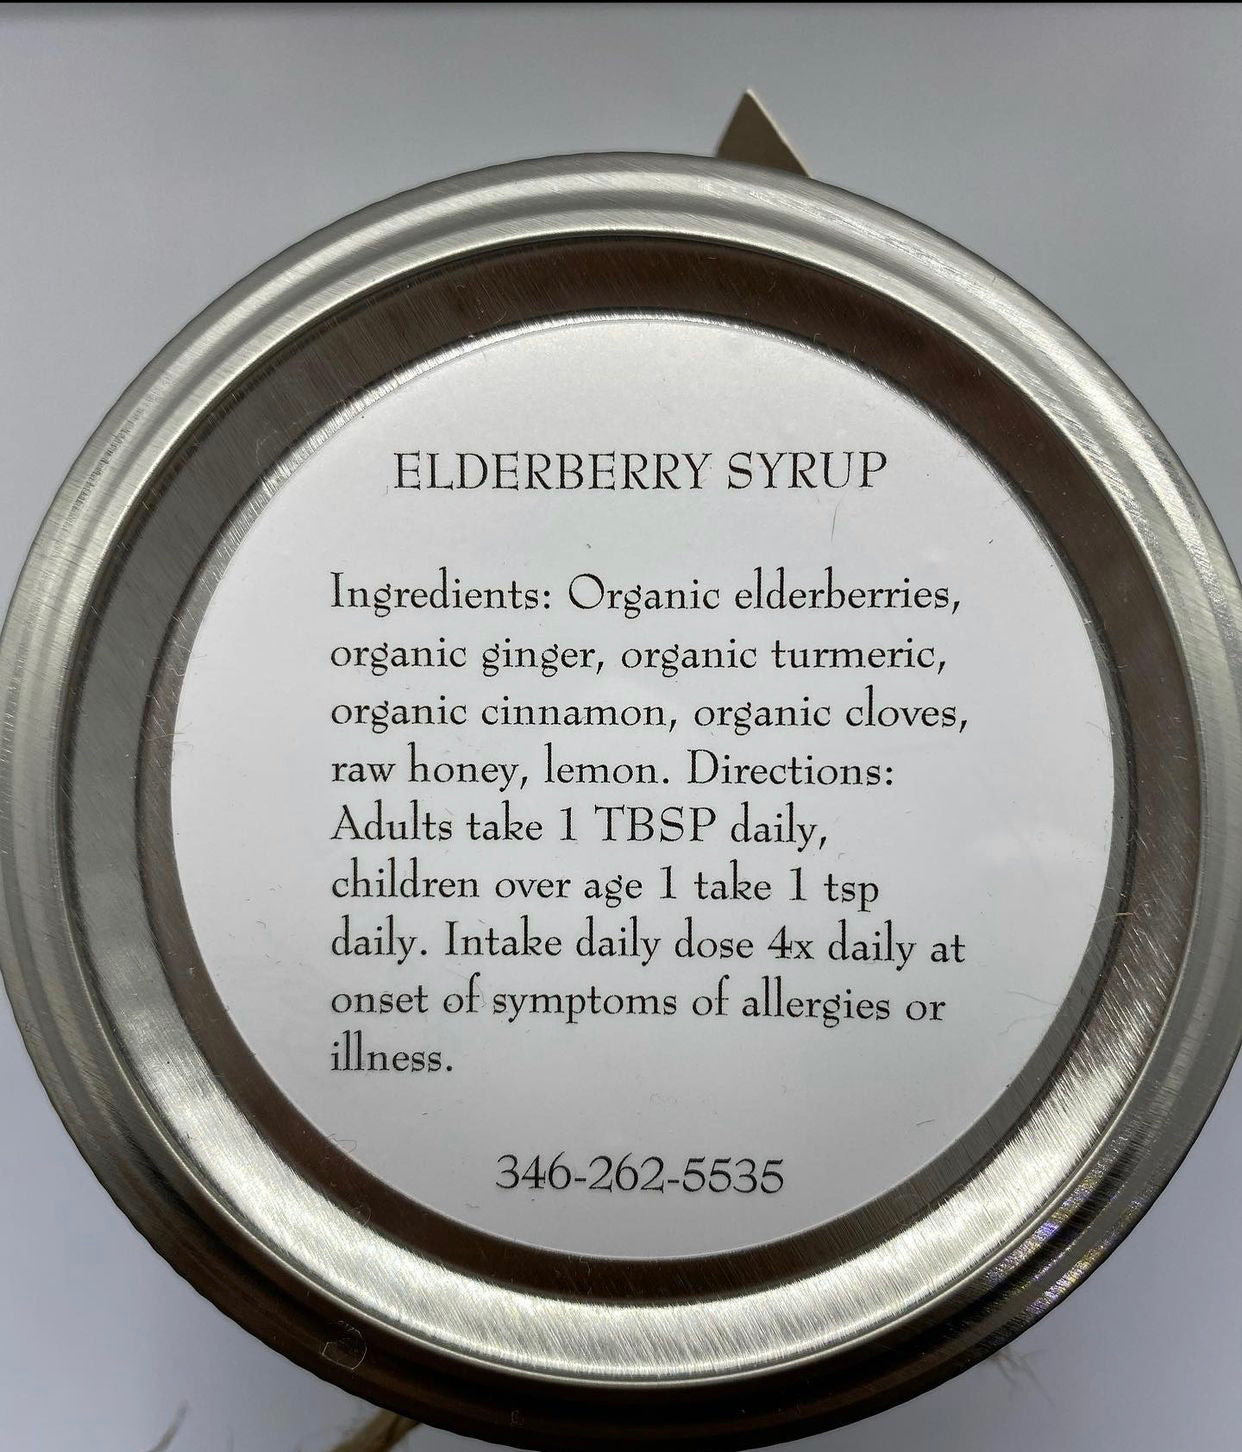 ELDERBERRY SYRUP
Ingredients: Organic elderberries,
organic ginger, organic turmeric,
organic cinnamon, organic cloves,
raw honey, lemon. Directions:
Adults take 1 TBSP daily,
children over age 1 take 1 tsp
daily. Intake daily dose 4x daily at
onset of symptoms of allergies or
illness.
346-262-5535